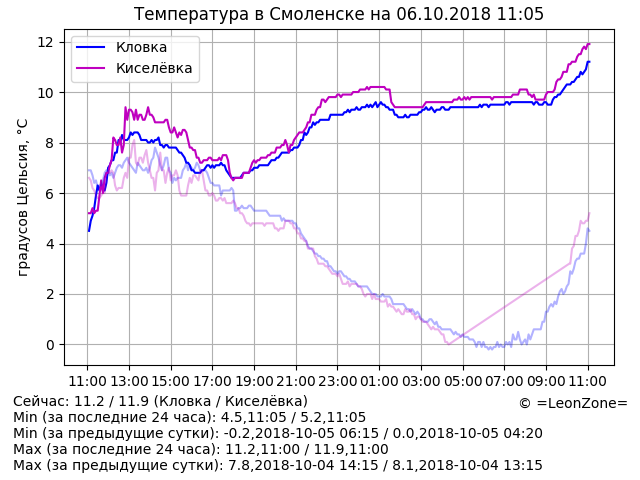 Температура в Смоленске на 06.10.2018 11:05
Кловка
Киселёвка
градусов Цельсия, °C
12
10
8
6
4
2
0
11:00 13:00 15:00 17:00 19:00 21:00 23:00 01:00 03:00 05:00 07:00 09:00 11:00
Сейчас: 11.2 / 11.9 (Кловка / Киселёвка)
© =LeonZone=
Min (за последние 24 часа): 4.5,11:05 / 5.2,11:05
Min (за предыдущие сутки): -0.2,2018-10-05 06:15 / 0.0,2018-10-05 04:20
Max (за последние 24 часа): 11.2,11:00 / 11.9,11:00
Max (за предыдущие сутки): 7.8,2018-10-04 14:15 / 8.1,2018-10-04 13:15